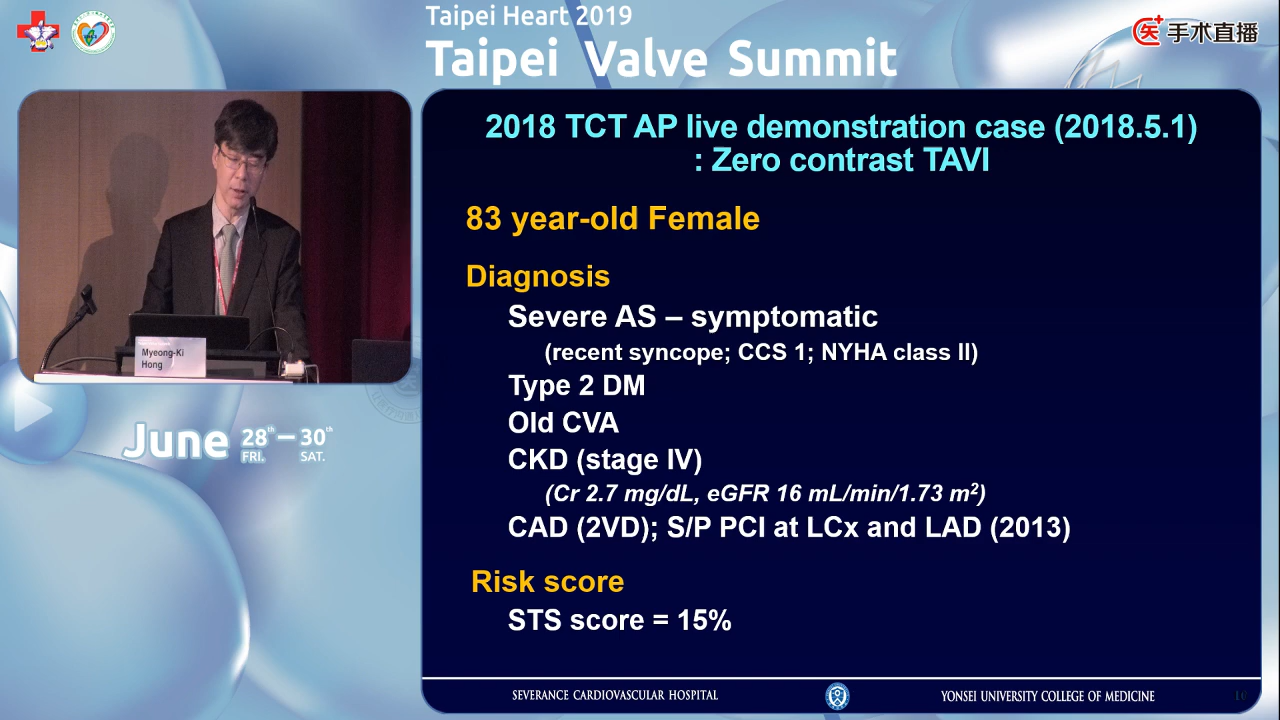 Taipei Heart 2019
Taipei Valve Summit
手术直播
2018 TCT AP live demonstration case (2018.5.1)
: Zero contrast TAVI
83 year-old Female
Diagnosis
Severe AS – symptomatic
(recent syncope; CCS 1; NYHA class II)
Type 2 DM
Old CVA
CKD (stage IV)
(Cr 2.7 mg/dL, eGFR 16 mL/min/1.73 m²)
CAD (2VD); S/P PCI at LCx and LAD (2013)
Risk score
STS score = 15%
SEVERANCE CARDIOVASCULAR HOSPITAL
YONSEI UNIVERSITY COLLEGE OF MEDICINE
10
Myeong-Ki
Hong
June 28th — 30th
FRI. SAT.